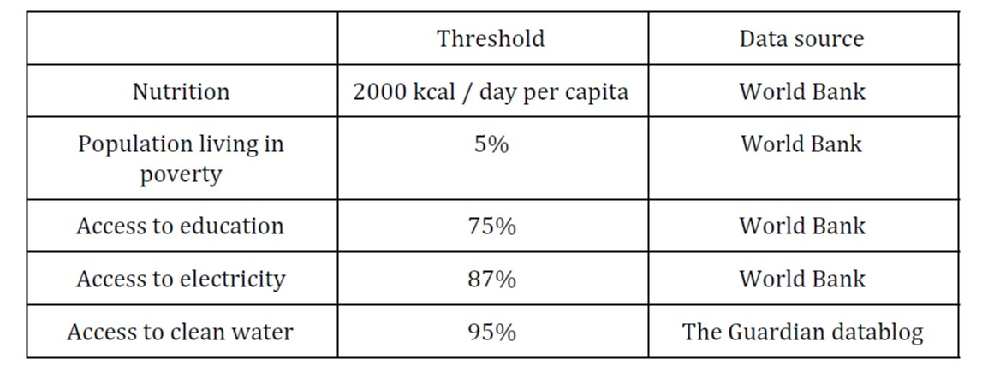 Threshold Data source
Nutrition 2000 kcal / day per capita World Bank
Population living in poverty 5% World Bank
Access to education 75% World Bank
Access to electricity 87% World Bank
Access to clean water 95% The Guardian datablog